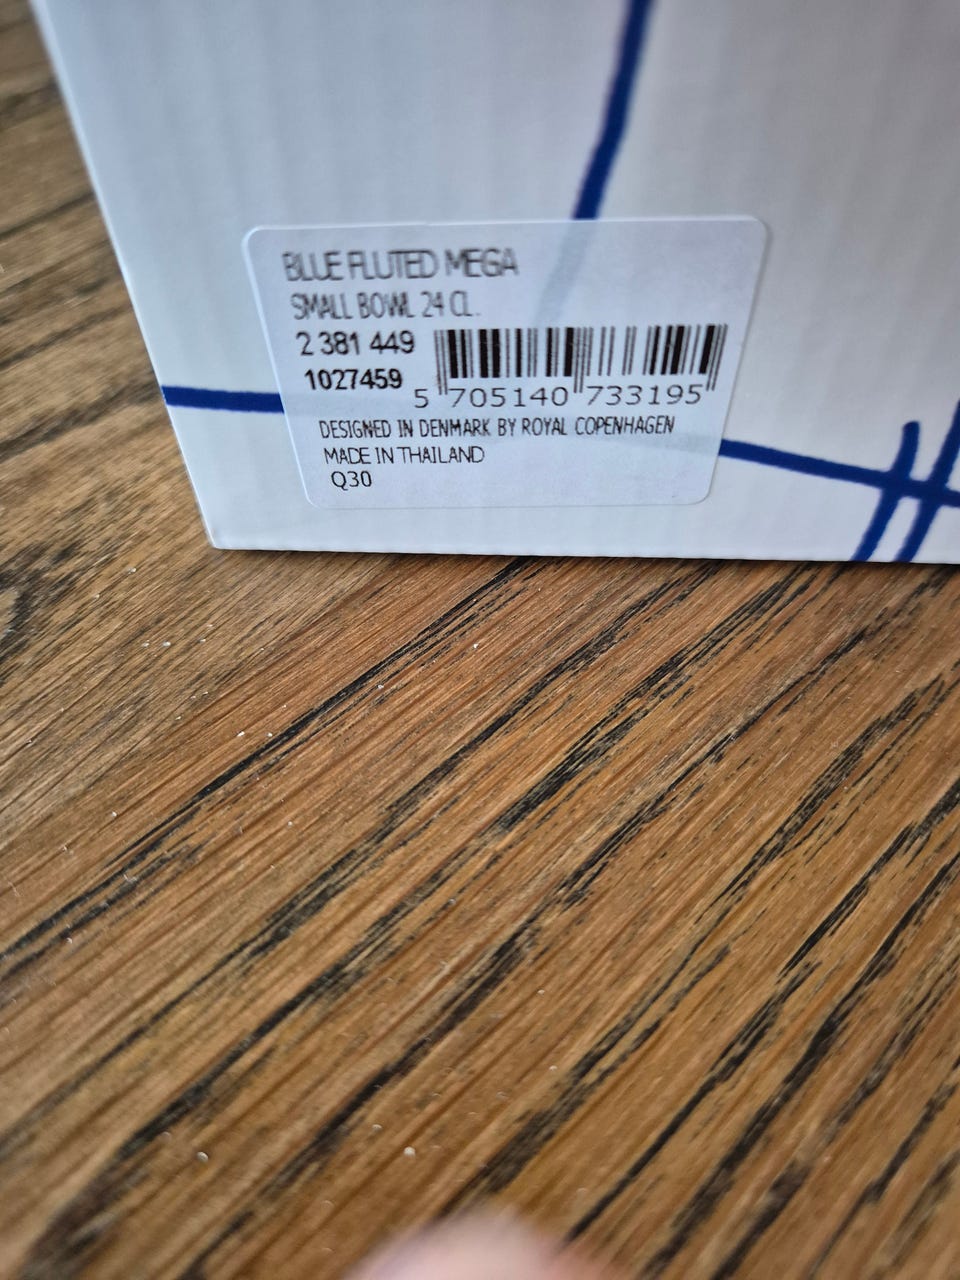 BLUE FLUTED MEGA
SMALL BOWL 24 CL.
2 381 449
1027459
5 705140 733195
DESIGNED IN DENMARK BY ROYAL COPENHAGEN
MADE IN THAILAND
Q30